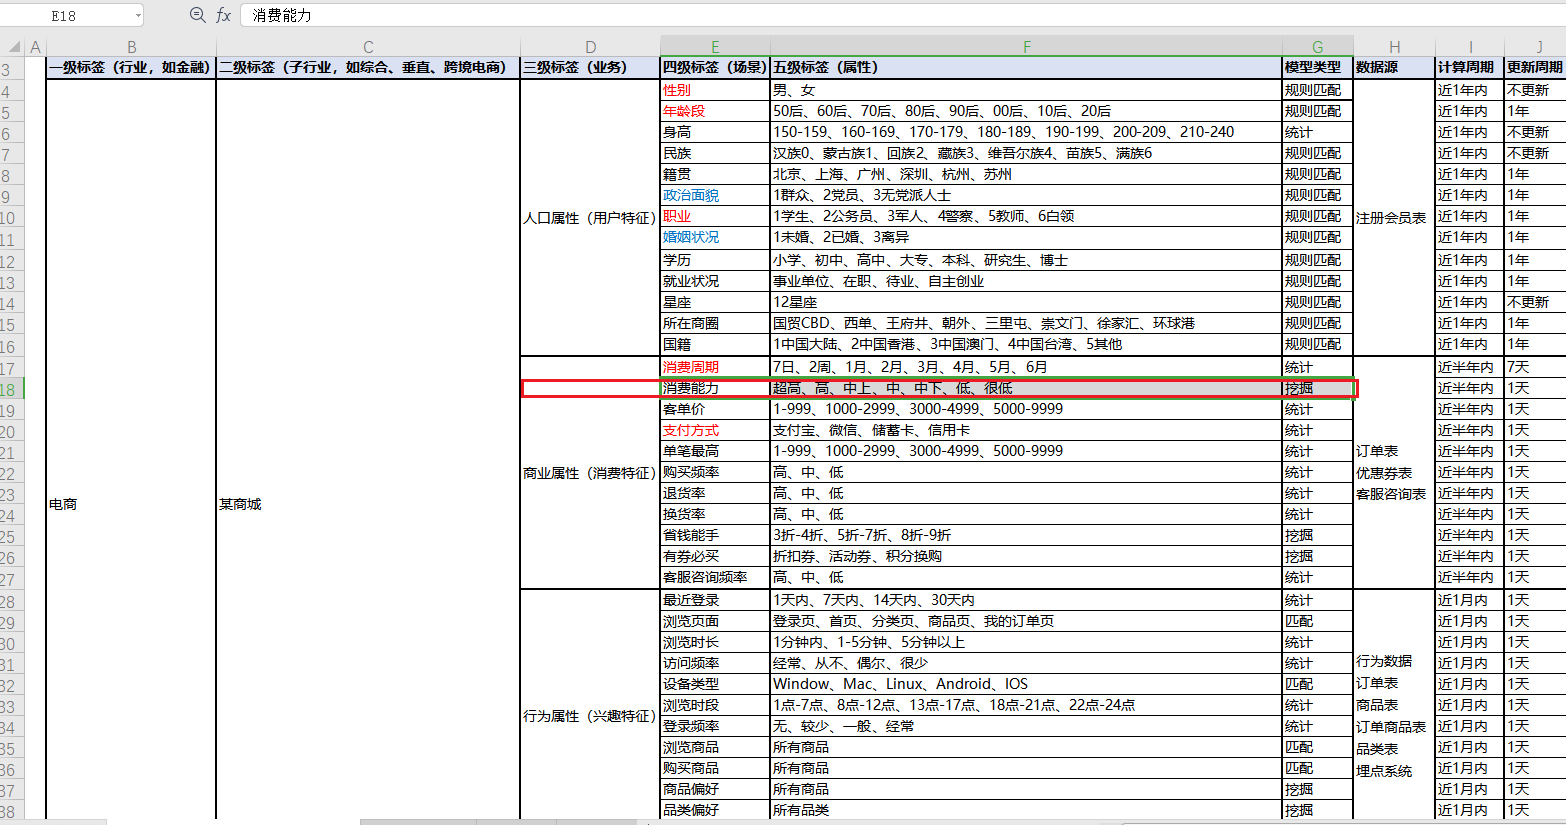 E18 fx 消费能力
A B C D E F G H I J
3 一级标签（行业，如金融） 二级标签（子行业，如综合、垂直、跨境电商） 三级标签（业务） 四级标签（场景） 五级标签（属性） 模型类型 数据源 计算周期 更新周期
4 性别 男、女 规则匹配 近1年内 不更新
5 年龄段 50后、60后、70后、80后、90后、00后、10后、20后 规则匹配 近1年内 1年
6 身高 150-159、160-169、170-179、180-189、190-199、200-209、210-240 统计 近1年内 不更新
7 民族 汉族0、蒙古族1、回族2、藏族3、维吾尔族4、苗族5、满族6 规则匹配 近1年内 不更新
8 籍贯 北京、上海、广州、深圳、杭州、苏州 规则匹配 近1年内 1年
9 政治面貌 1群众、2党员、3无党派人士 规则匹配 近1年内 1年
10 人口属性（用户特征） 职业 1学生、2公务员、3军人、4警察、5教师、6白领 规则匹配 注册会员表 近1年内 1年
11 婚姻状况 1未婚、2已婚、3离异 规则匹配 近1年内 1年
12 学历 小学、初中、高中、大专、本科、研究生、博士 规则匹配 近1年内 1年
13 就业状况 事业单位、在职、待业、自主创业 规则匹配 近1年内 1年
14 星座 12星座 规则匹配 近1年内 不更新
15 所在商圈 国贸CBD、西单、王府井、朝外、三里屯、崇文门、徐家汇、环球港 规则匹配 近1年内 1年
16 国籍 1中国大陆、2中国香港、3中国澳门、4中国台湾、5其他 规则匹配 近1年内 1年
17 消费周期 7日、2周、1月、2月、3月、4月、5月、6月 统计 近半年内 7天
18 消费能力 超高、高、中上、中、中下、低、很低 挖掘 近半年内 1天
19 客单价 1-999、1000-2999、3000-4999、5000-9999 统计 近半年内 1天
20 支付方式 支付宝、微信、储蓄卡、信用卡 统计 近半年内 1天
21 单笔最高 1-999、1000-2999、3000-4999、5000-9999 统计 订单表 近半年内 1天
22 商业属性（消费特征） 购买频率 高、中、低 统计 优惠券表 近半年内 1天
23 退货率 高、中、低 统计 客服咨询表 近半年内 1天
24 电商 某商城 换货率 高、中、低 统计 近半年内 1天
25 省钱能手 3折-4折、5折-7折、8折-9折 挖掘 近半年内 1天
26 有券必买 折扣券、活动券、积分换购 挖掘 近半年内 1天
27 客服咨询频率 高、中、低 统计 近半年内 1天
28 最近登录 1天内、7天内、14天内、30天内 统计 近1月内 1天
29 浏览页面 登录页、首页、分类页、商品页、我的订单页 匹配 近1月内 1天
30 浏览时长 1分钟内、1-5分钟、5分钟以上 统计 近1月内 1天
31 访问频率 经常、从不、偶尔、很少 统计 行为数据 近1月内 1天
32 设备类型 Window、Mac、Linux、Android、IOS 匹配 订单表 近1月内 1天
33 浏览时段 1点-7点、8点-12点、13点-17点、18点-21点、22点-24点 统计 商品表 近1月内 1天
34 行为属性（兴趣特征） 登录频率 无、较少、一般、经常 统计 订单商品表 近1月内 1天
35 浏览商品 所有商品 匹配 品类表 近1月内 1天
36 购买商品 所有商品 匹配 埋点系统 近1月内 1天
37 商品偏好 所有商品 挖掘 近1月内 1天
38 品类偏好 所有品类 挖掘 近1月内 1天